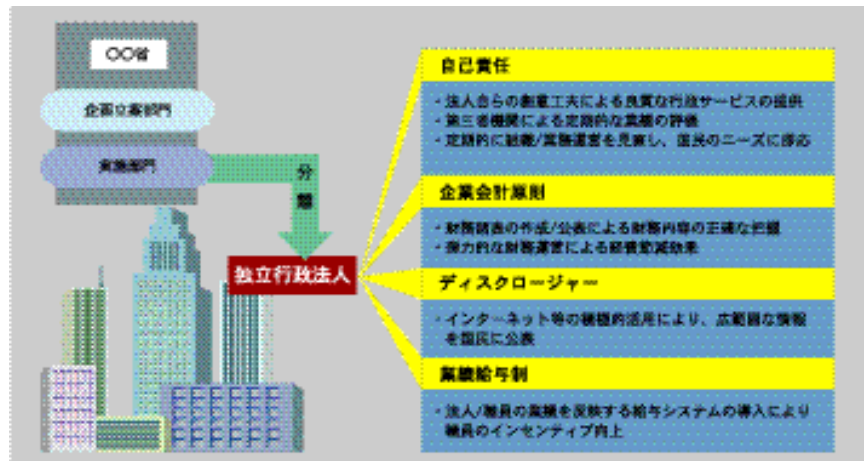 〇〇省
企画立案部門
実施部門
分離
独立行政法人
自己責任
・法人自らの創意工夫による良質な行政サービスの提供
・第三者機関による定期的な業績の評価
・定期的に組織/業務運営を見直し、国民のニーズに即応
企業会計原則
・財務諸表の作成/公表による財務内容の正確な把握
・弾力的な財務運営による経費節減効果
ディスクロージャー
・インターネット等の積極的活用により、広範囲な情報
を国民に公表
業績給与制
・法人/職員の業績を反映する給与システムの導入により
職員のインセンティブ向上